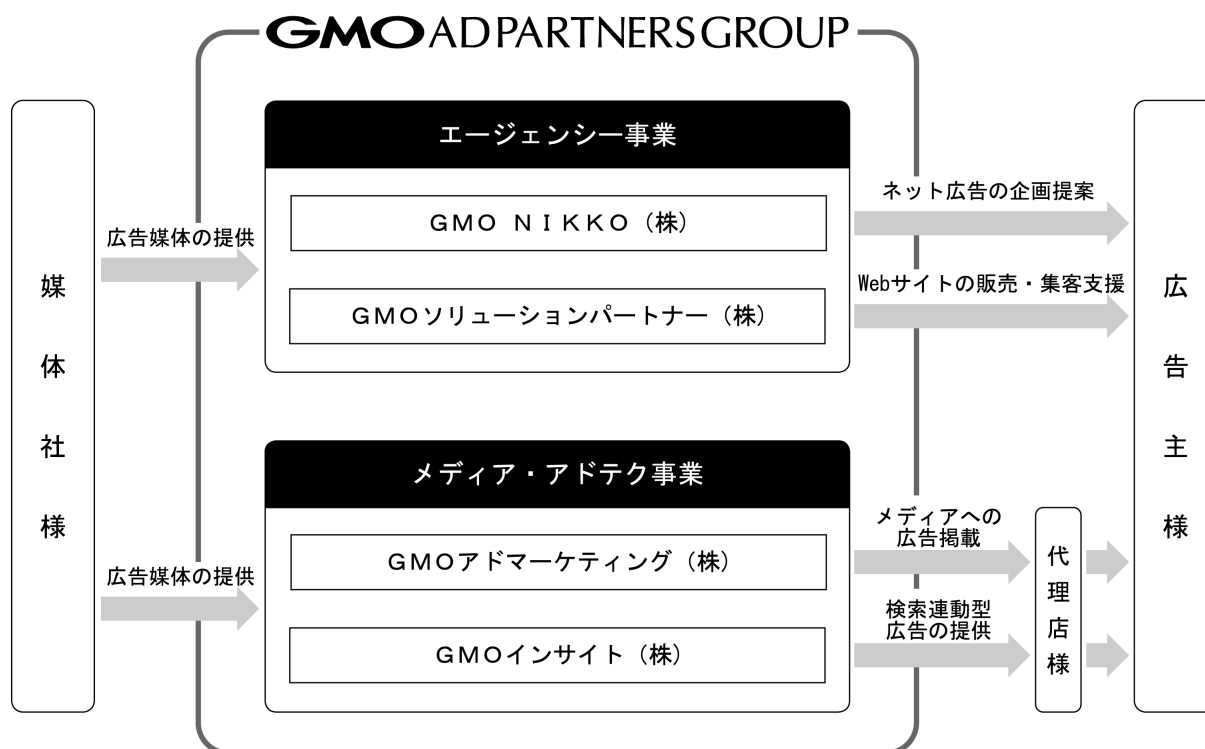 GMO AD PARTNERS GROUP
媒体社様
広告媒体の提供
エージェンシー事業
GMO NIKKO（株）
GMOソリューションパートナー（株）
ネット広告の企画提案
Webサイトの販売・集客支援
広告媒体の提供
メディア・アドテク事業
GMOアドマーケティング（株）
GMOインサイト（株）
メディアへの
広告掲載
検索連動型
広告の提供
代理店様
広告主様